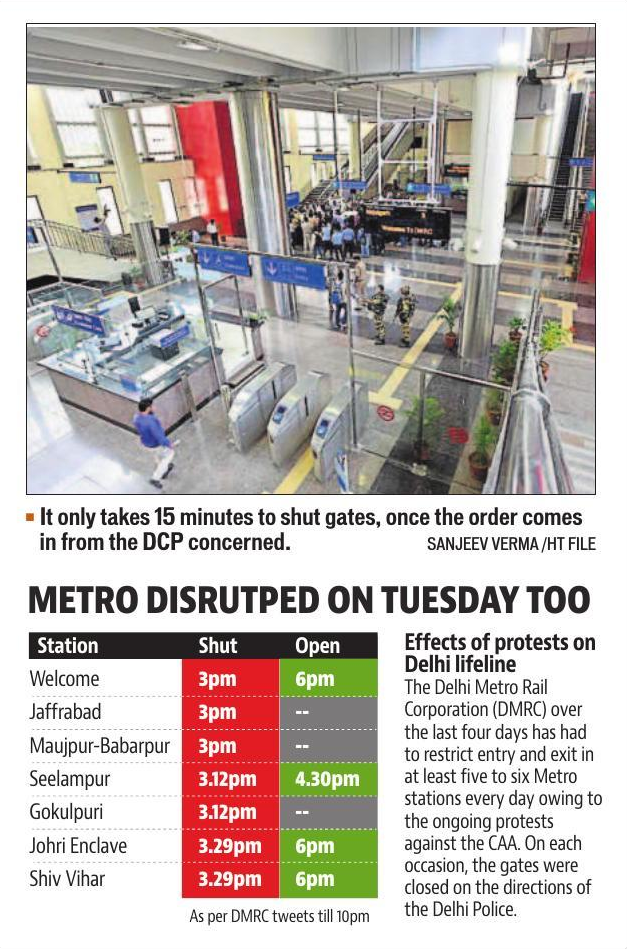 Welcome To DMRC
It only takes 15 minutes to shut gates, once the order comes
in from the DCP concerned.
SANJEEV VERMA /HT FILE
METRO DISRUTPED ON TUESDAY TOO
Station Shut Open
Welcome 3pm 6pm
Jaffrabad 3pm --
Maujpur-Babarpur 3pm --
Seelampur 3.12pm 4.30pm
Gokulpuri 3.12pm --
Johri Enclave 3.29pm 6pm
Shiv Vihar 3.29pm 6pm
As per DMRC tweets till 10pm
Effects of protests on
Delhi lifeline
The Delhi Metro Rail
Corporation (DMRC) over
the last four days has had
to restrict entry and exit in
at least five to six Metro
stations every day owing to
the ongoing protests
against the CAA. On each
occasion, the gates were
closed on the directions of
the Delhi Police.